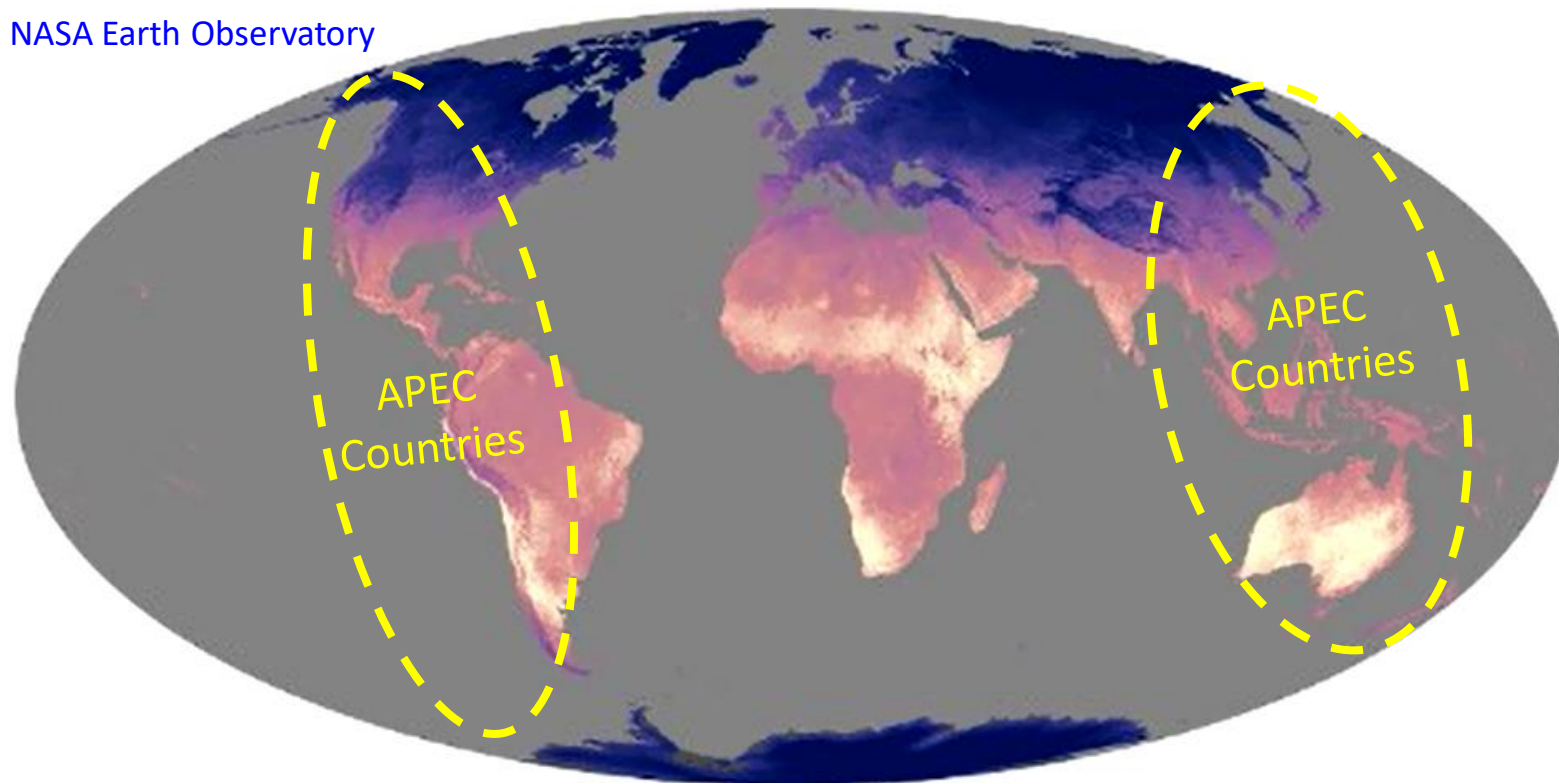 NASA Earth Observatory
APEC
Countries
APEC
Countries